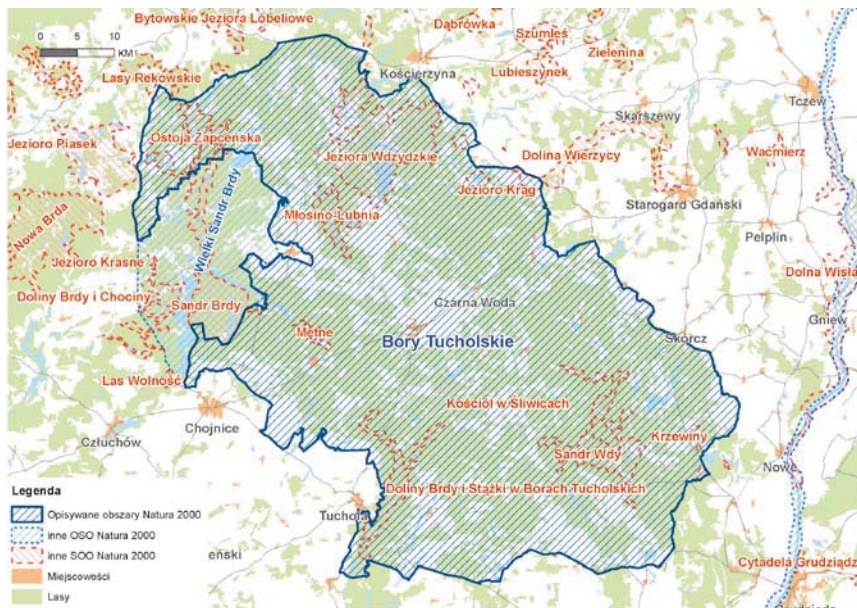 Bytowskie Jeziora Lobeliowe
Dąbrówka
Szumleś
Zielenina
0 5 10
KM
Kościerzyna
Lubieszynek
Lasy Rekowskie
Tczew
Skarszewy
Jezioro Piasek
Ostoja Zapceńska
Jeziora Wdzydzkie
Dolina Wierzycy
Waćmierz
Jezioro Krąg
Starogard Gdański
Młosino-Lubnia
Wielki Sandr Brdy
Nowa Brda
Pelplin
Jezioro Krasne
Dolna Wisła
Doliny Brdy i Chociny
Sandr Brdy
Czarna Woda
Gniew
Mętne
Bory Tucholskie
Skórcz
Las Wolność
Kościół w Śliwicach
Chojnice
Człuchów
Krzewiny
Sandr Wdy
Nowe
Legenda
Doliny Brdy i Stążki w Borach Tucholskich
Opisywane obszary Natura 2000
Tuchola
inne OSO Natura 2000
inne SOO Natura 2000
eński
Cytadela Grudziądz
Miejscowości
Lasy